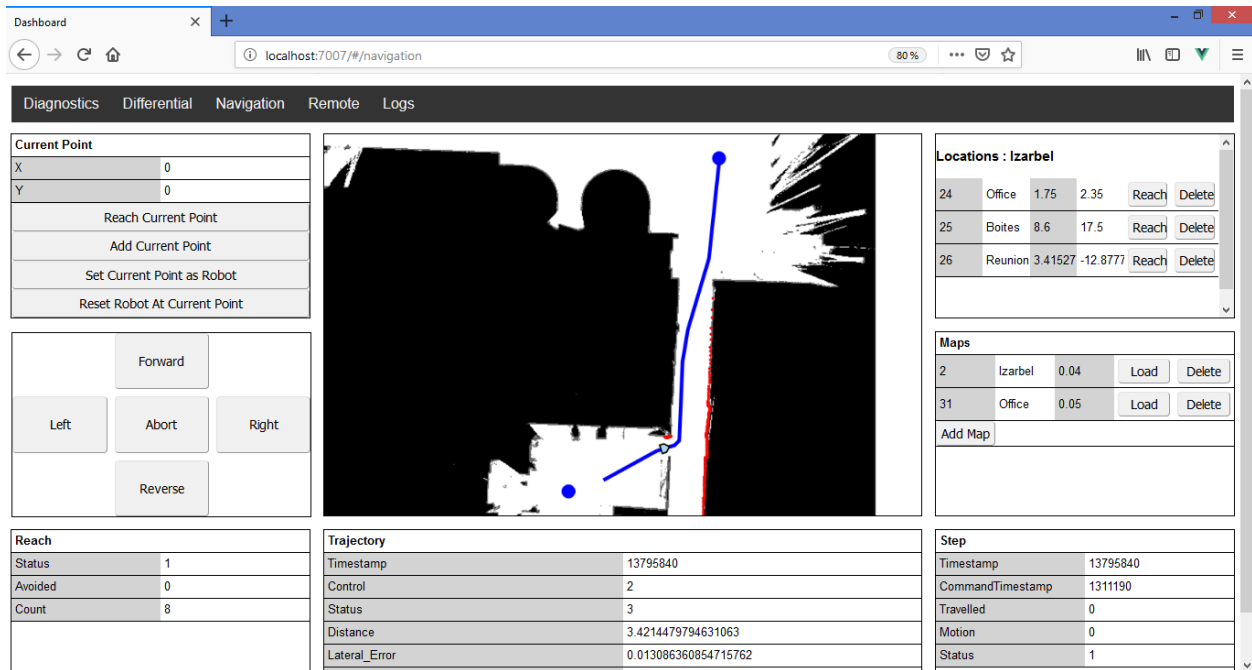 Dashboard
localhost:7007/#/navigation
80%
Diagnostics Differential Navigation Remote Logs
Current Point
X 0
Y 0
Reach Current Point
Add Current Point
Set Current Point as Robot
Reset Robot At Current Point
Forward
Left Abort Right
Reverse
Locations : Izarbel
24 Office 1.75 2.35 Reach Delete
25 Boites 8.6 17.5 Reach Delete
26 Reunion 3.41527 -12.8777 Reach Delete
Maps
2 Izarbel 0.04 Load Delete
31 Office 0.05 Load Delete
Add Map
Reach
Status 1
Avoided 0
Count 8
Trajectory
Timestamp 13795840
Control 2
Status 3
Distance 3.4214479794631063
Lateral_Error 0.013086360854715762
Step
Timestamp 13795840
CommandTimestamp 1311190
Travelled 0
Motion 0
Status 1